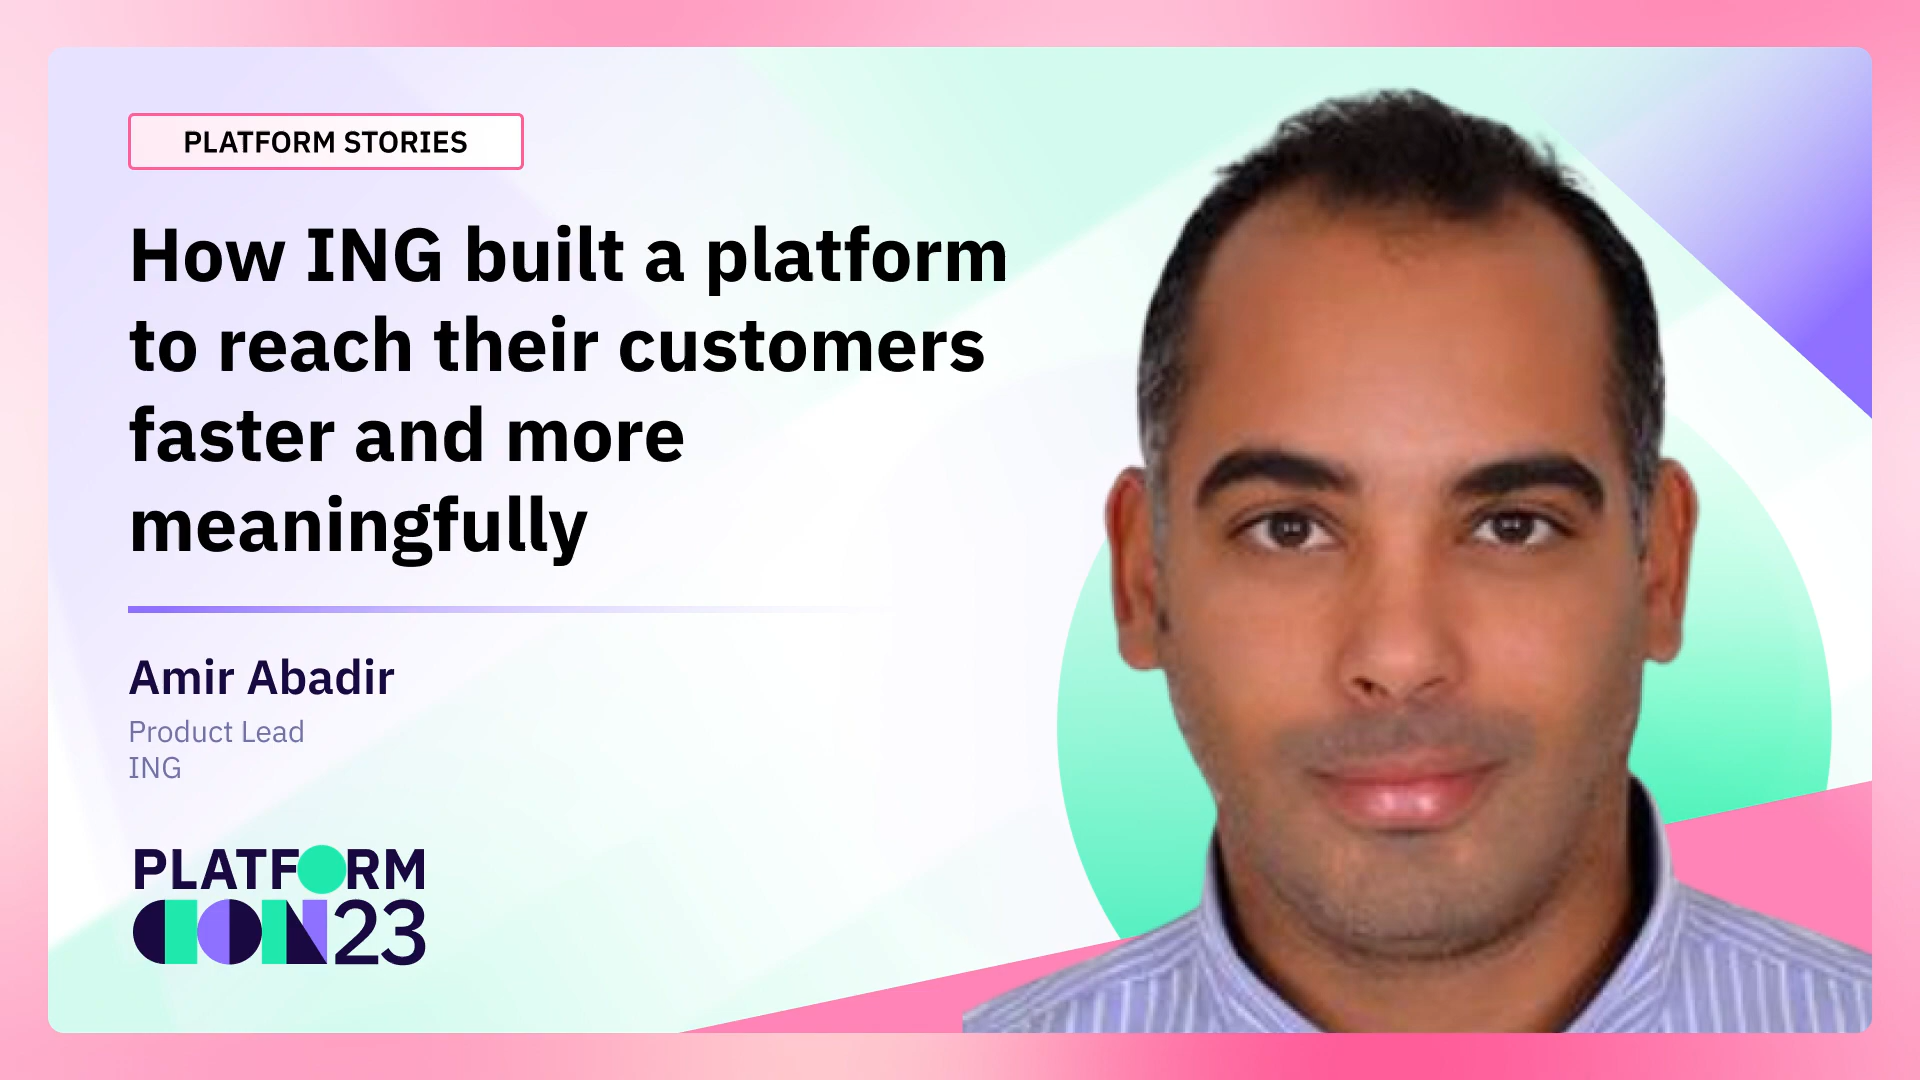 PLATFORM STORIES
How ING built a platform
to reach their customers
faster and more
meaningfully
Amir Abadir
Product Lead
ING
PLATFORM
CON23